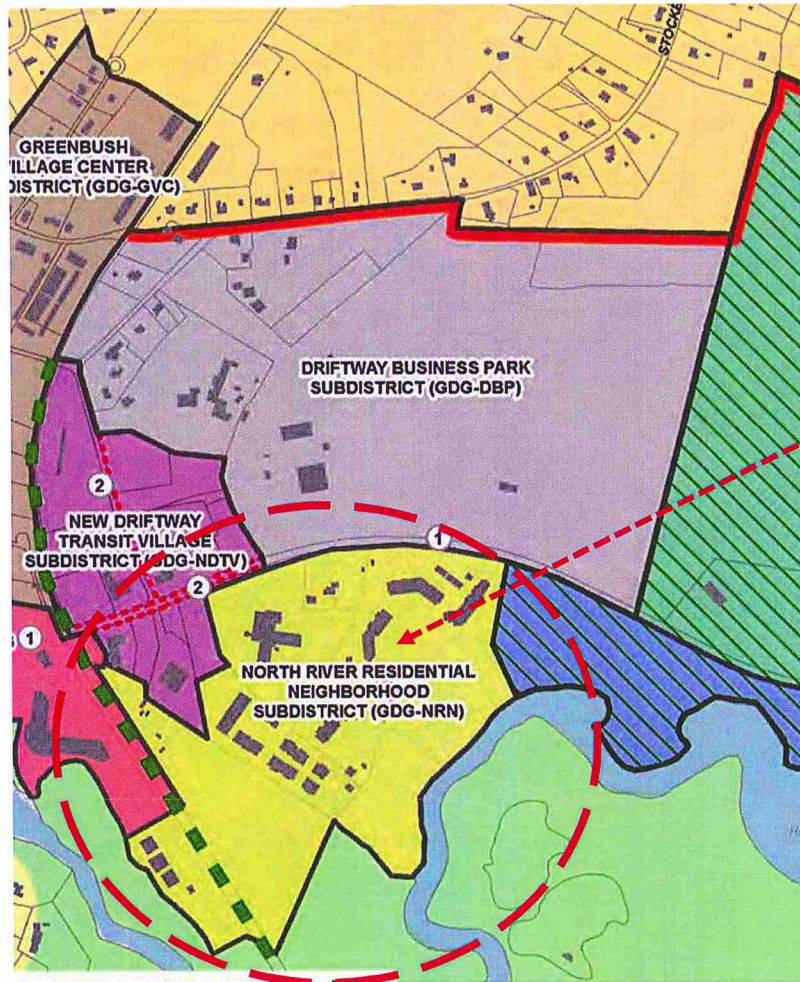 STOCKB
GREENBUSH
VILLAGE CENTER
DISTRICT (GDG-GVC)
DRIFTWAY BUSINESS PARK
SUBDISTRICT (GDG-DBP)
2
1
NEW DRIFTWAY
TRANSIT VILLAGE
SUBDISTRICT (GDG-NDTV)
2
1
NORTH RIVER RESIDENTIAL
NEIGHBORHOOD
SUBDISTRICT (GDG-NRN)